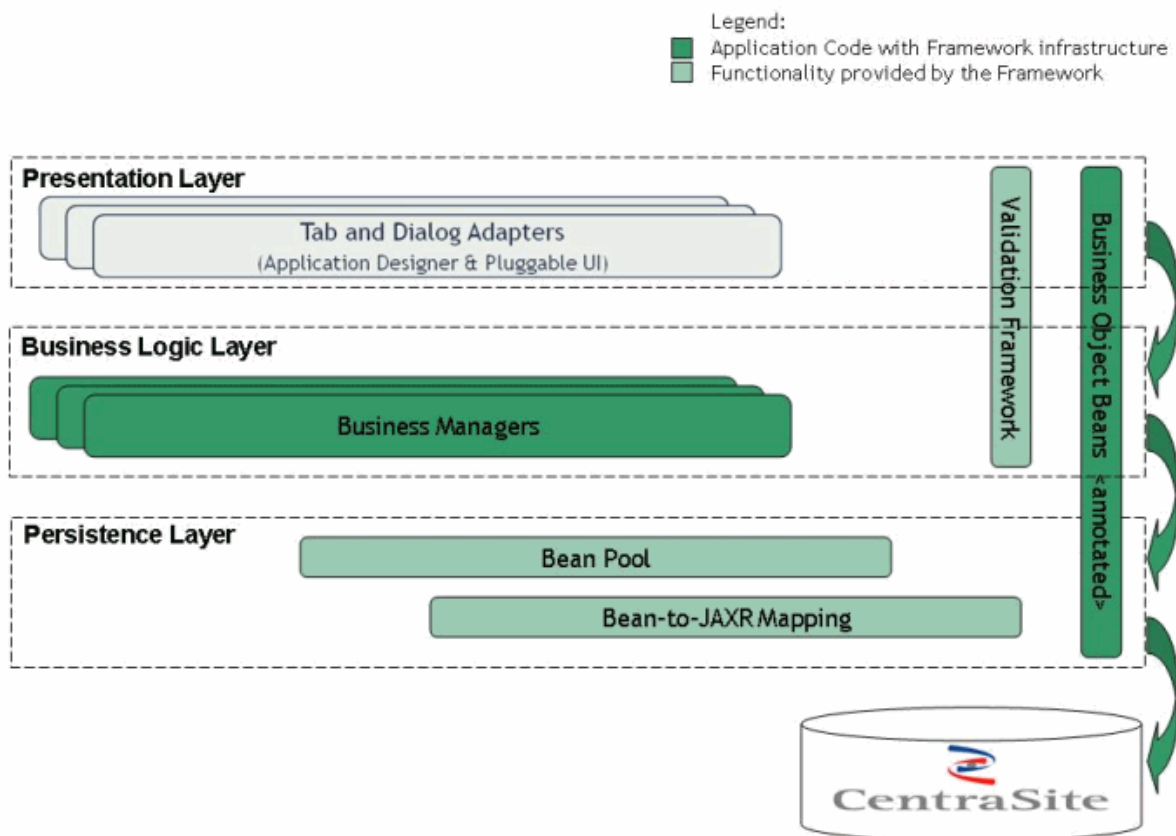 Legend:
Application Code with Framework infrastructure
Functionality provided by the Framework
Presentation Layer
Tab and Dialog Adapters
(Application Designer & Pluggable UI)
Validation Framework
Business Object Beans <annotated>
Business Logic Layer
Business Managers
Persistence Layer
Bean Pool
Bean-to-JAXR Mapping
CentraSite